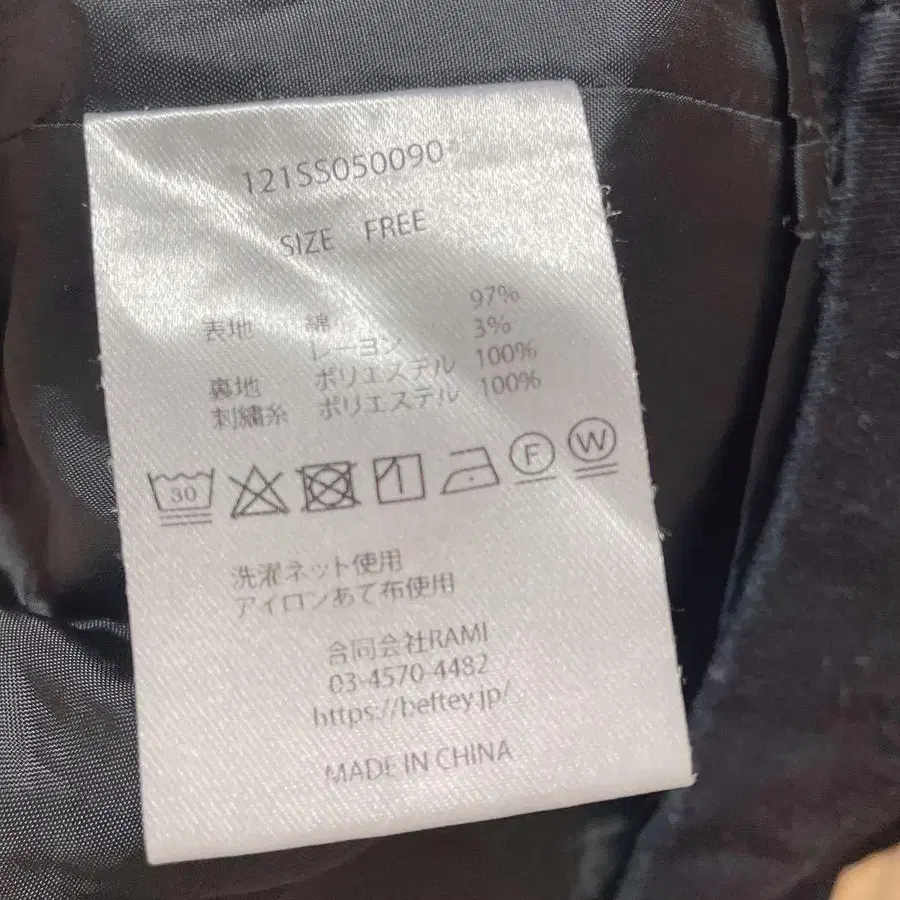 121SS050090*
SIZE FREE
表地 綿 97%
レーヨン 3%
裏地 ポリエステル 100%
刺繍糸 ポリエステル 100%
30
F
W
洗濯ネット使用
アイロンあて布使用
合同会社RAMI
03-4570-4482
https://beftey.jp/
MADE IN CHINA